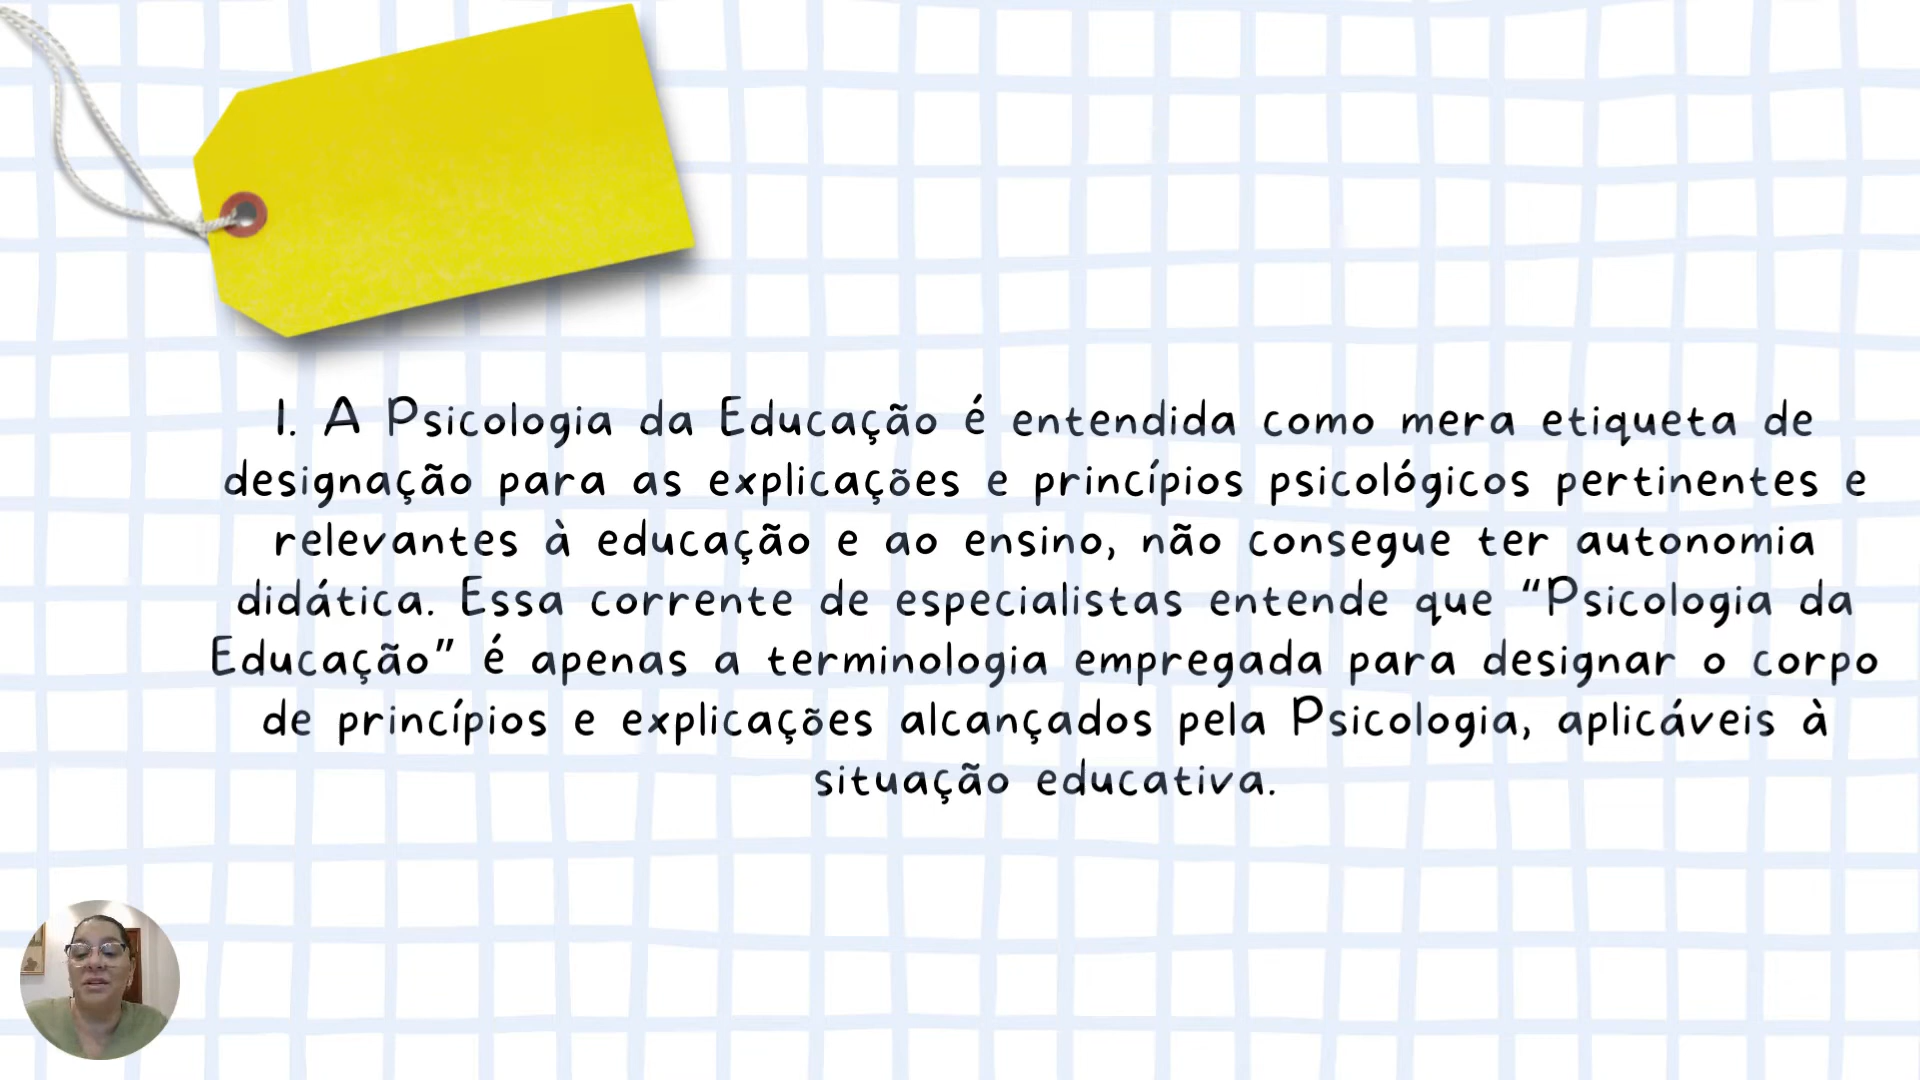 1. A Psicologia da Educação é entendida como mera etiqueta de
designação para as explicações e princípios psicológicos pertinentes e
relevantes à educação e ao ensino, não consegue ter autonomia
didática. Essa corrente de especialistas entende que “Psicologia da
Educação” é apenas a terminologia empregada para designar o corpo
de princípios e explicações alcançados pela Psicologia, aplicáveis à
situação educativa.